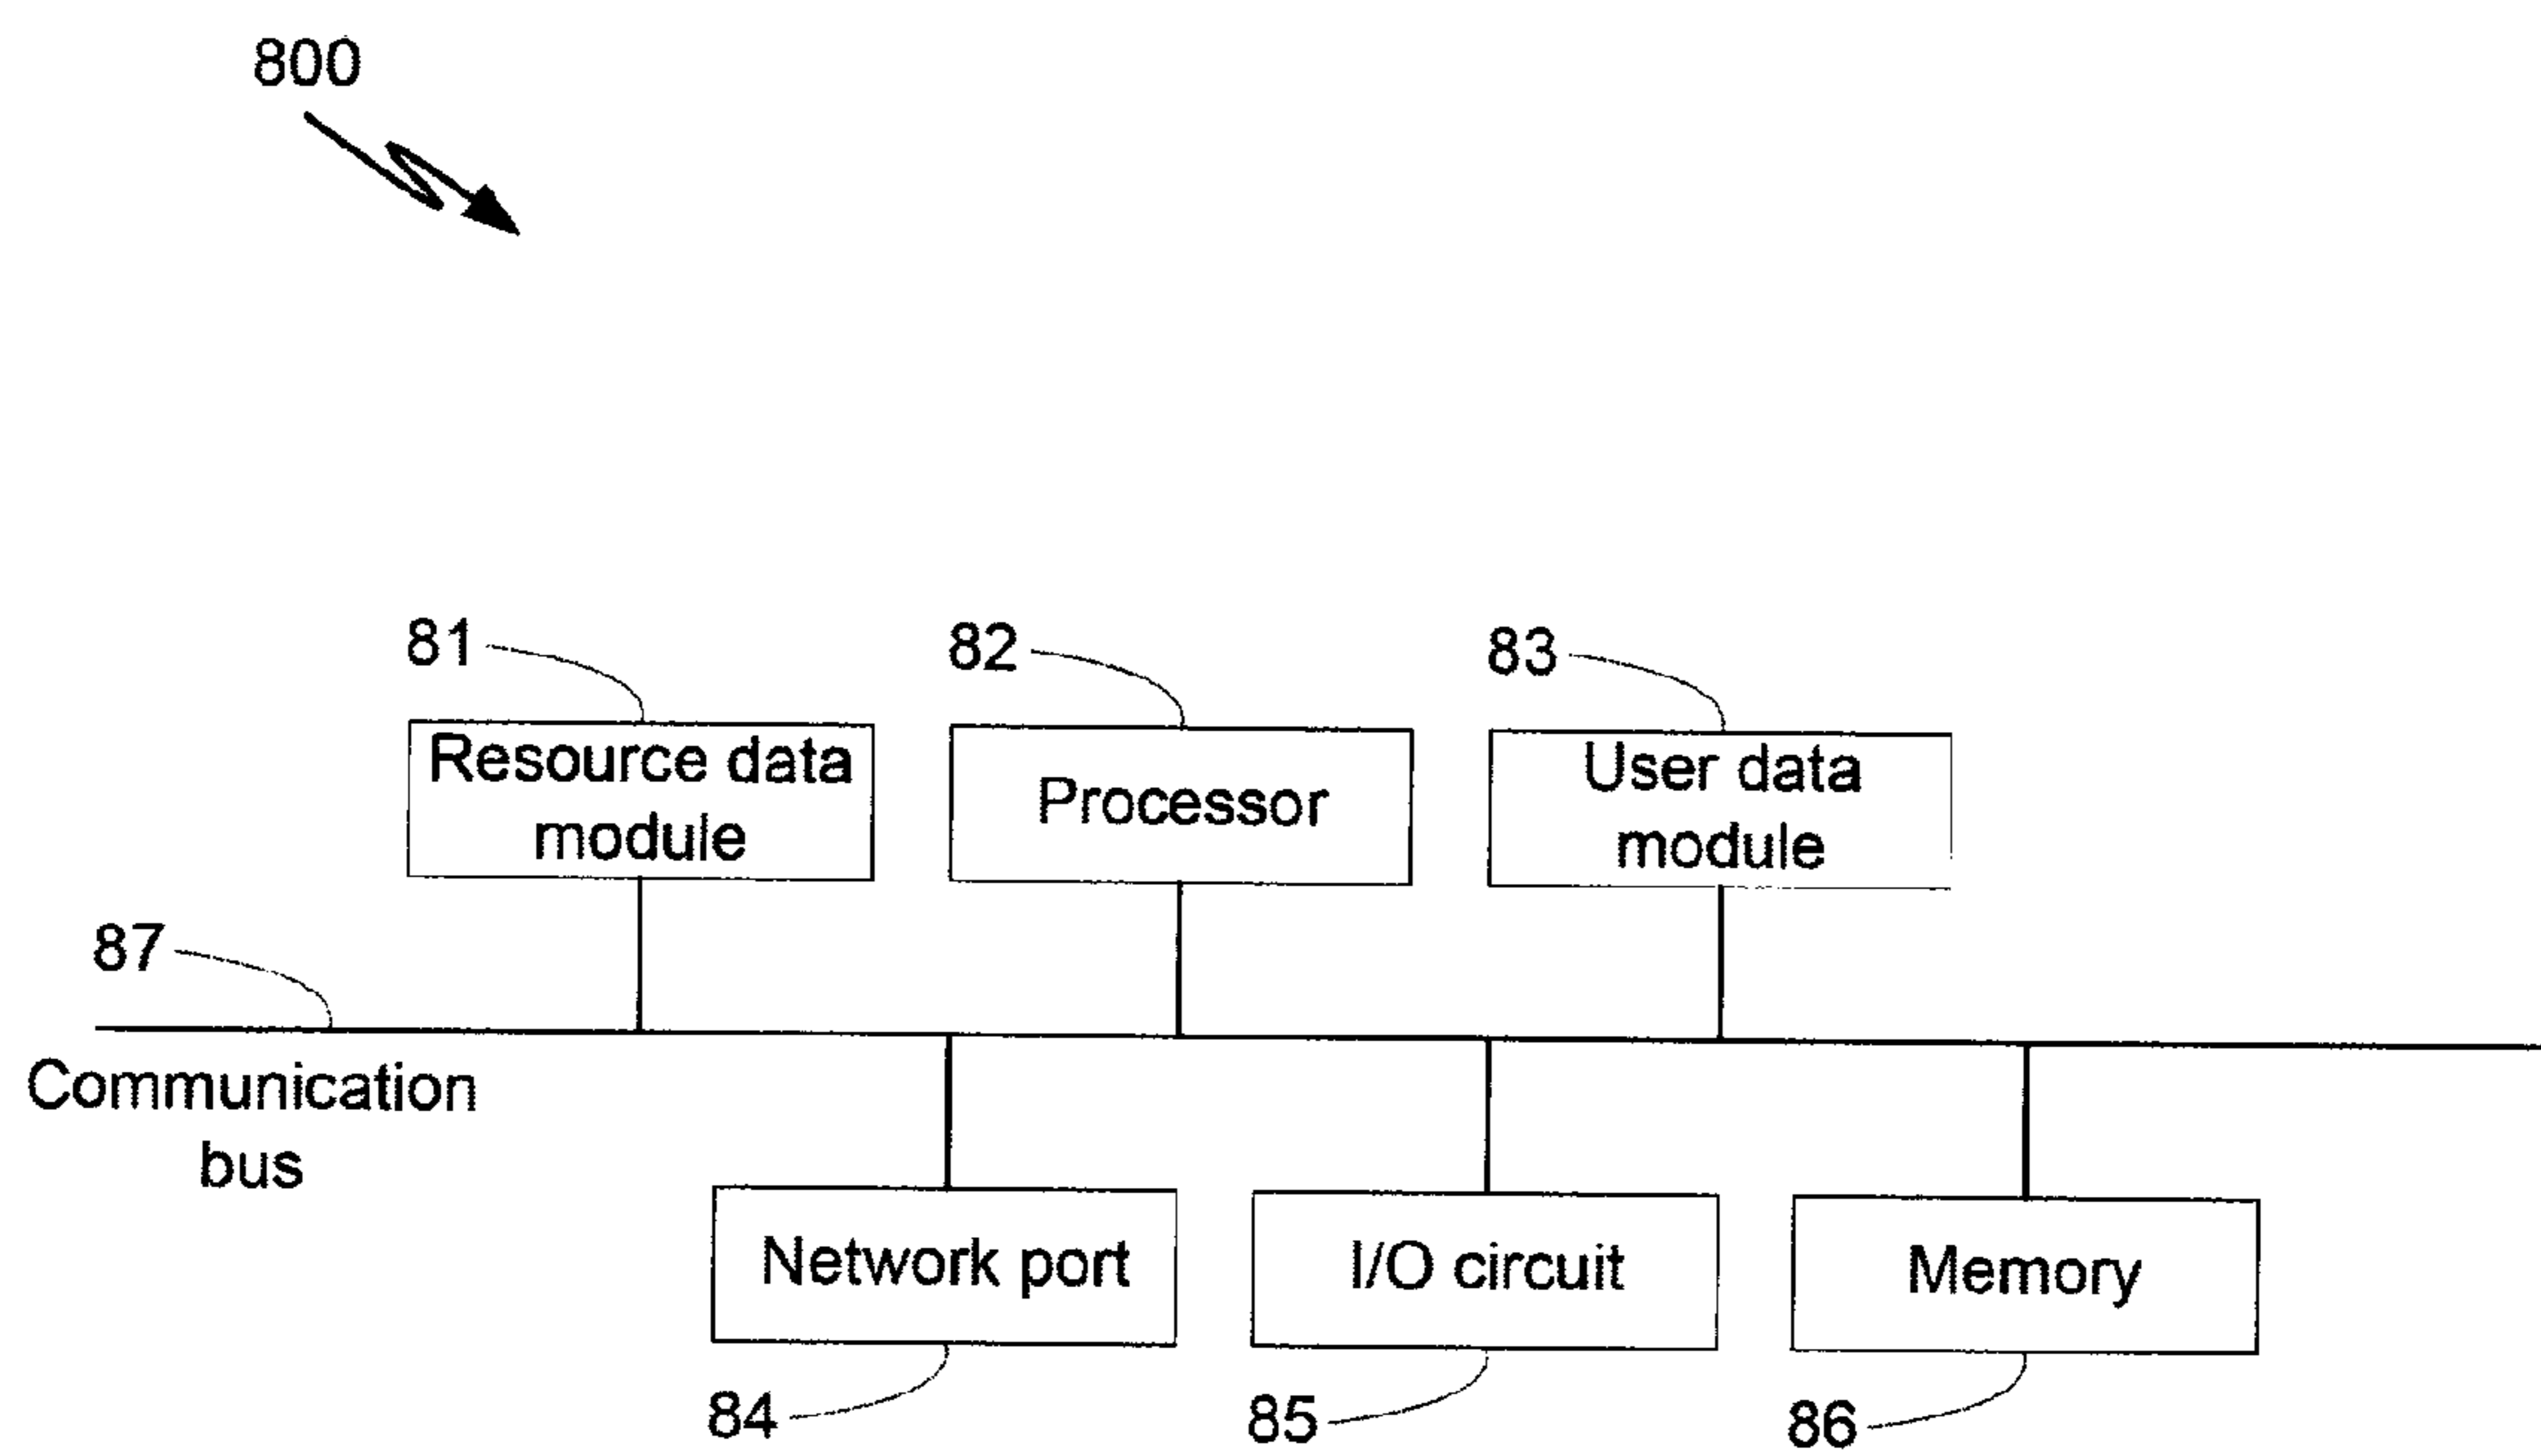 800
81
82
83
Resource data
module
Processor
User data
module
87
Communication
bus
Network port
I/O circuit
Memory
84
85
86